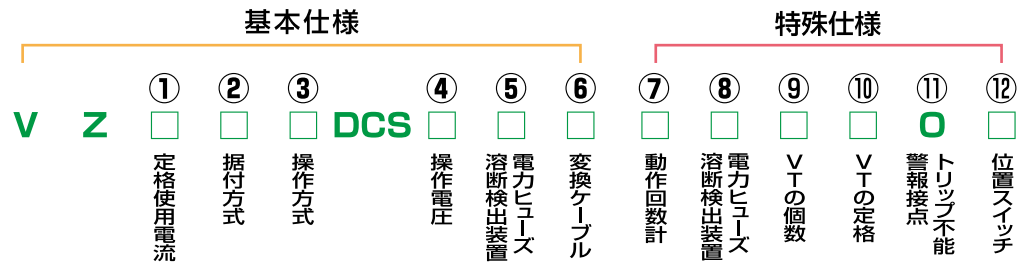 基本仕様
特殊仕様
① ② ③ ④ ⑤ ⑥ ⑦ ⑧ ⑨ ⑩ ⑪ ⑫
V Z □ □ □ DCS □ □ □ □ □ □ □ O □
定格使用電流
据付方式
操作方式
操作電圧
電力ヒューズ
溶断検出装置
変換ケーブル
動作回数計
電力ヒューズ
溶断検出装置
VTの個数
VTの定格
トリップ不能
警報接点
位置スイッチ